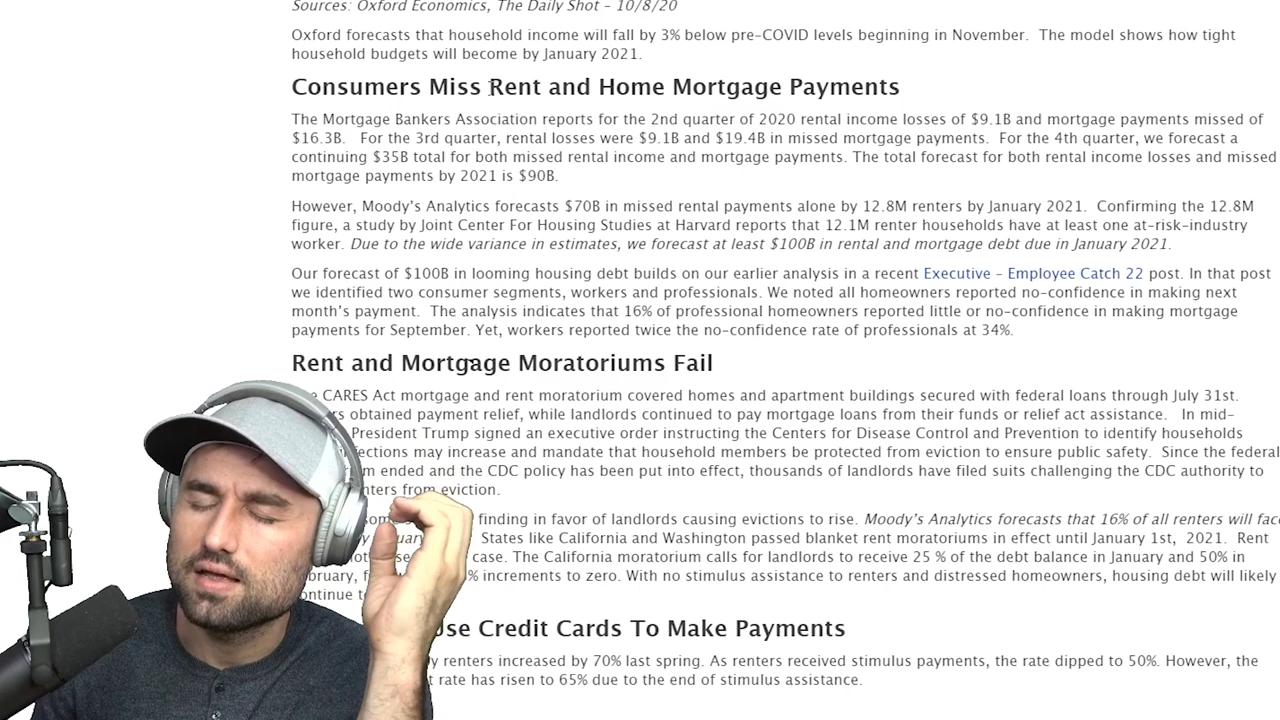 Sources: Oxford Economics, The Daily Shot – 10/8/20
Oxford forecasts that household income will fall by 3% below pre-COVID levels beginning in November. The model shows how tight
household budgets will become by January 2021.
Consumers Miss Rent and Home Mortgage Payments
The Mortgage Bankers Association reports for the 2nd quarter of 2020 rental income losses of $9.1B and mortgage payments missed of
$16.3B. For the 3rd quarter, rental losses were $9.1B and $19.4B in missed mortgage payments. For the 4th quarter, we forecast a
continuing $35B total for both missed rental income and mortgage payments. The total forecast for both rental income losses and missed
mortgage payments by 2021 is $90B.
However, Moody's Analytics forecasts $70B in missed rental payments alone by 12.8M renters by January 2021. Confirming the 12.8M
figure, a study by Joint Center For Housing Studies at Harvard reports that 12.1M renter households have at least one at-risk-industry
worker. Due to the wide variance in estimates, we forecast at least $100B in rental and mortgage debt due in January 2021.
Our forecast of $100B in looming housing debt builds on our earlier analysis in a recent Executive – Employee Catch 22 post. In that post
we identified two consumer segments, workers and professionals. We noted all homeowners reported no-confidence in making next
month's payment. The analysis indicates that 16% of professional homeowners reported little or no-confidence in making mortgage
payments for September. Yet, workers reported twice the no-confidence rate of professionals at 34%.
Rent and Mortgage Moratoriums Fail
CARES Act mortgage and rent moratorium covered homes and apartment buildings secured with federal loans through July 31st.
obtained payment relief, while landlords continued to pay mortgage loans from their funds or relief act assistance. In mid-
President Trump signed an executive order instructing the Centers for Disease Control and Prevention to identify households
may increase and mandate that household members be protected from eviction to ensure public safety. Since the federal
ended and the CDC policy has been put into effect, thousands of landlords have filed suits challenging the CDC authority to
from eviction.
finding in favor of landlords causing evictions to rise. Moody's Analytics forecasts that 16% of all renters will face
States like California and Washington passed blanket rent moratoriums in effect until January 1st, 2021. Rent
case. The California moratorium calls for landlords to receive 25 % of the debt balance in January and 50% in
increments to zero. With no stimulus assistance to renters and distressed homeowners, housing debt will likely
Use Credit Cards To Make Payments
renters increased by 70% last spring. As renters received stimulus payments, the rate dipped to 50%. However, the
rate has risen to 65% due to the end of stimulus assistance.